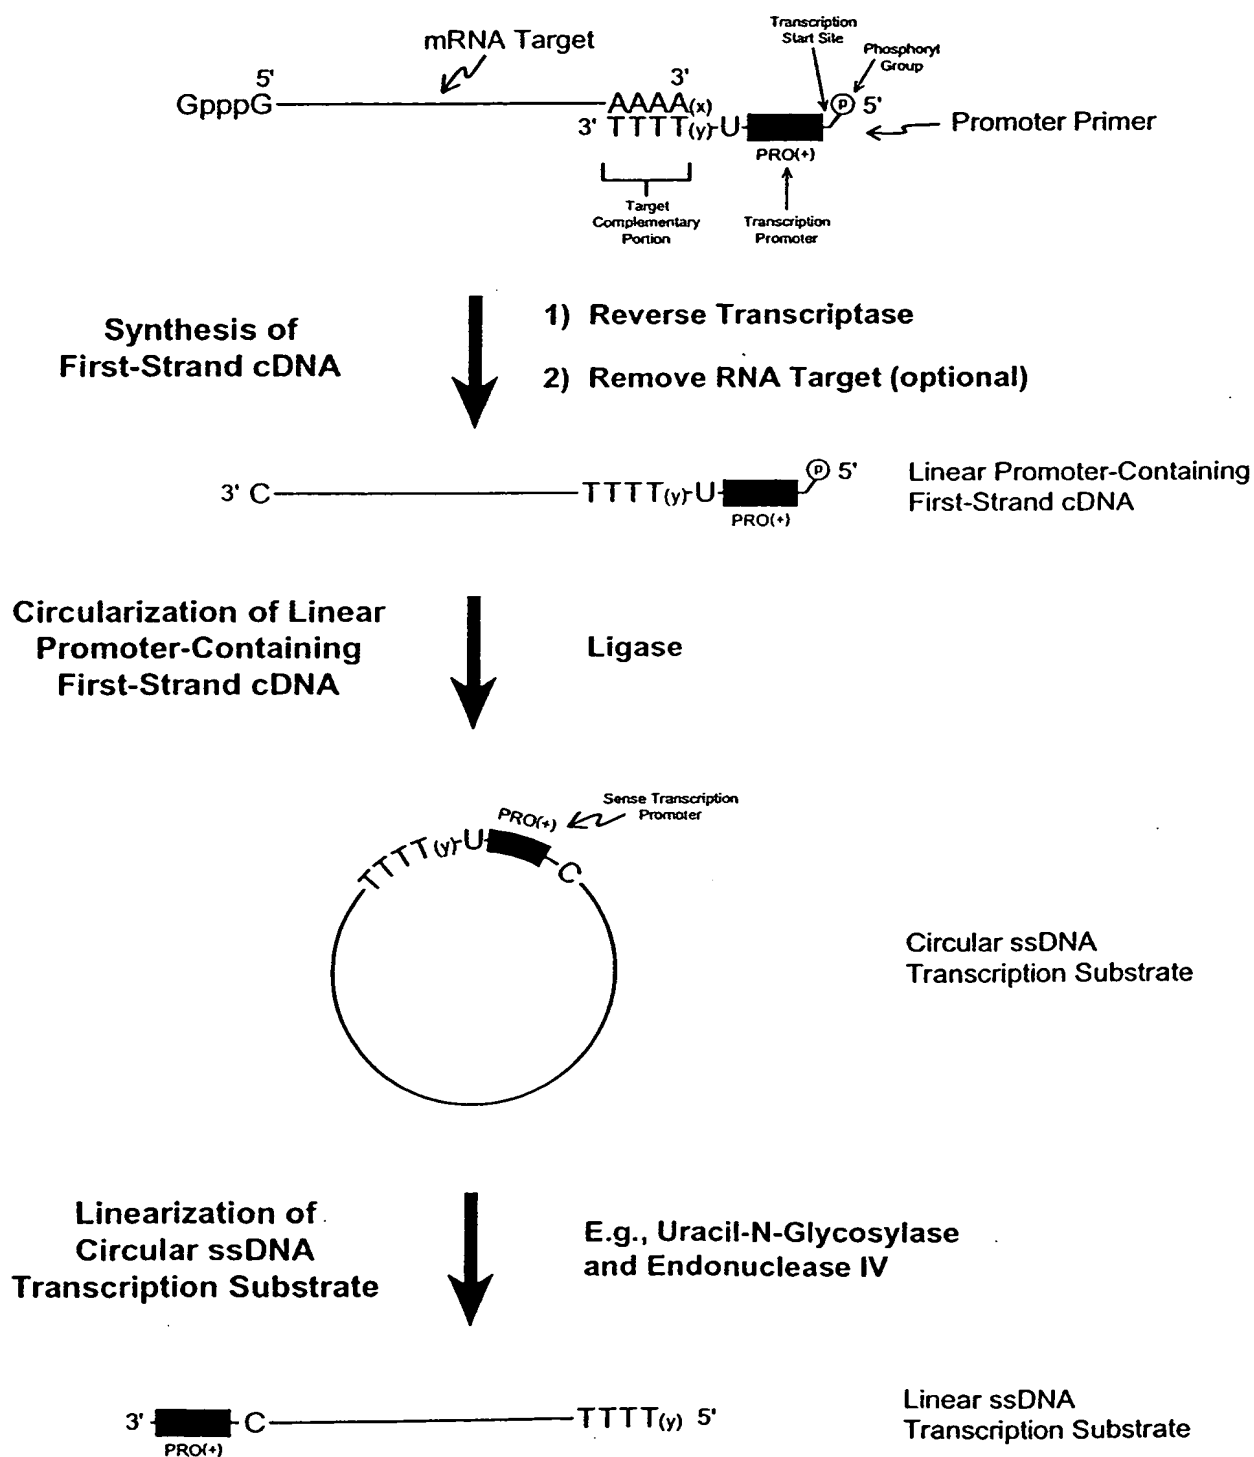 mRNA Target
Transcription
Start Site
Phosphoryl
Group
5'
3'
GpppG
AAAA(x)
P 5'
3' TTTT(y)-U
Promoter Primer
PRO(+)
Target
Complementary
Portion
Transcription
Promoter
Synthesis of
First-Strand cDNA
1) Reverse Transcriptase
2) Remove RNA Target (optional)
3' C
TTTT(y)-U
P 5'
PRO(+)
Linear Promoter-Containing
First-Strand cDNA
Circularization of Linear
Promoter-Containing
First-Strand cDNA
Ligase
Sense Transcription
Promoter
PRO(+)
TTTT(y)-U
C
Circular ssDNA
Transcription Substrate
Linearization of
Circular ssDNA
Transcription Substrate
E.g., Uracil-N-Glycosylase
and Endonuclease IV
3'
C
TTTT(y) 5'
PRO(+)
Linear ssDNA
Transcription Substrate